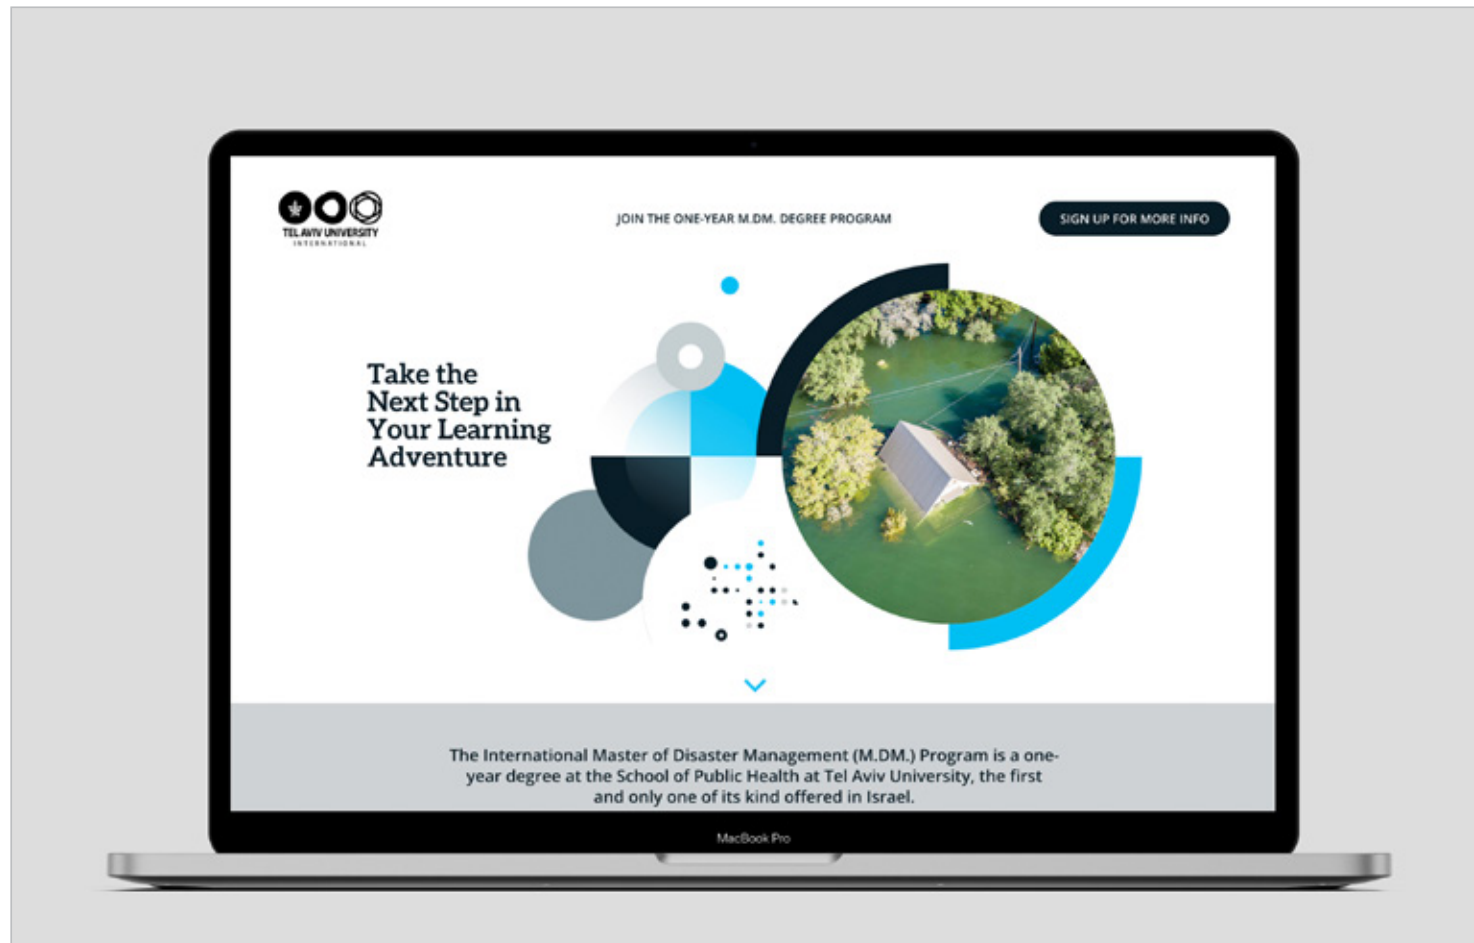 TEL AVIV UNIVERSITY
INTERNATIONAL
JOIN THE ONE-YEAR M.DM. DEGREE PROGRAM
SIGN UP FOR MORE INFO
Take the
Next Step in
Your Learning
Adventure
The International Master of Disaster Management (M.DM.) Program is a one-
year degree at the School of Public Health at Tel Aviv University, the first
and only one of its kind offered in Israel.
MacBook Pro